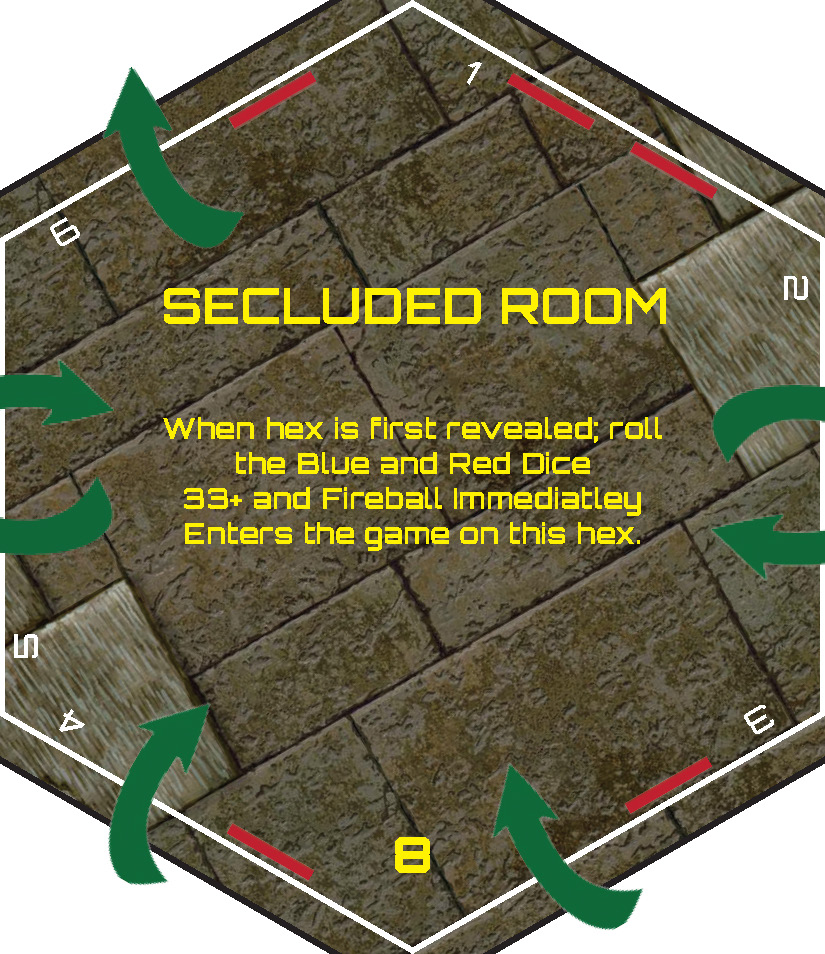 1
6
2
SECLUDED ROOM
When hex is first revealed; roll
the Blue and Red Dice
33+ and Fireball Immediatley
Enters the game on this hex.
5
4
3
8